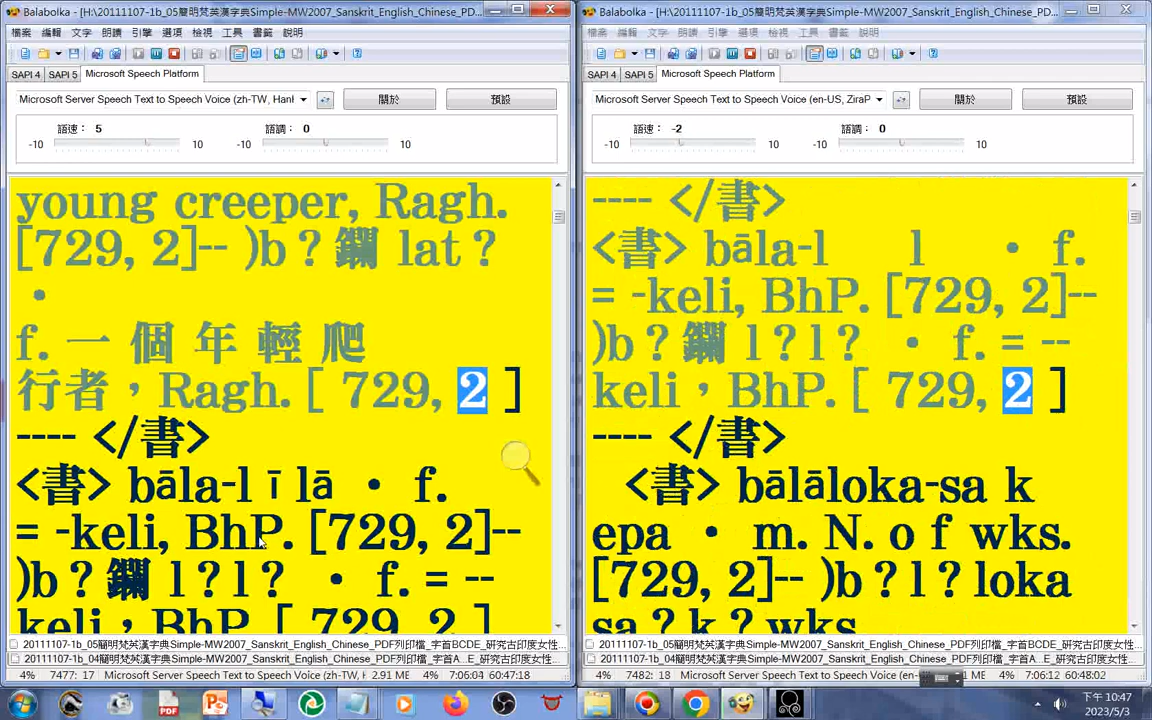 Balabolka - [H:\20111107-1b_05簡明梵英漢字典Simple-MW2007_Sanskrit_English_Chinese_PD...
檔案 編輯 文字 朗讀 引擎 選項 檢視 工具 書籤 說明
SAPI 4 SAPI 5 Microsoft Speech Platform
Microsoft Server Speech Text to Speech Voice (zh-TW, Hanl
關於 預設
語速： 5 語調： 0
-10 10 -10 10
young creeper, Ragh.
[729, 2]-- )b？鑭 lat？
•
f. 一 個 年 輕 爬
行者，Ragh. [ 729, 2 ]
---- </書>
<書> bāla-l ī lā • f.
= -keli, BhP. [729, 2]--
)b？鑭 l？l？ • f. = --
keli，BhP. [ 729, 2 ]
20111107-1b_05簡明梵英漢字典Simple-MW2007_Sanskrit_English_Chinese_PDF列印檔_字首BCDE_研究古印度女性...
20111107-1b_04簡明梵英漢字典Simple-MW2007_Sanskrit_English_Chinese_PDF列印檔_字首A...E_研究古印度女性...
4% 7477: 17 Microsoft Server Speech Text to Speech Voice (zh-TW, H 2.91 ME 4% 7:06:04 60:47:18
Balabolka - [H:\20111107-1b_05簡明梵英漢字典Simple-MW2007_Sanskrit_English_Chinese_PD...
檔案 編輯 文字 朗讀 引擎 選項 檢視 工具 書籤 說明
SAPI 4 SAPI 5 Microsoft Speech Platform
Microsoft Server Speech Text to Speech Voice (en-US, ZiraP
關於 預設
語速： -2 語調： 0
-10 10 -10 10
---- </書>
<書> bāla-l l • f.
= -keli, BhP. [729, 2]--
)b？鑭 l？l？ • f. = --
keli，BhP. [ 729, 2 ]
---- </書>
<書> bālāloka-sa k
epa • m. N. o f wks.
[729, 2]-- )b？l？loka
sa？k？wks
20111107-1b_05簡明梵英漢字典Simple-MW2007_Sanskrit_English_Chinese_PDF列印檔_字首BCDE_研究古印度女性...
20111107-1b_04簡明梵英漢字典Simple-MW2007_Sanskrit_English_Chinese_PDF列印檔_字首A...E_研究古印度女性...
4% 7482: 18 Microsoft Server Speech Text to Speech Voice ME 4% 7:06:02 60:48:02
下午 10:47
2023/5/3